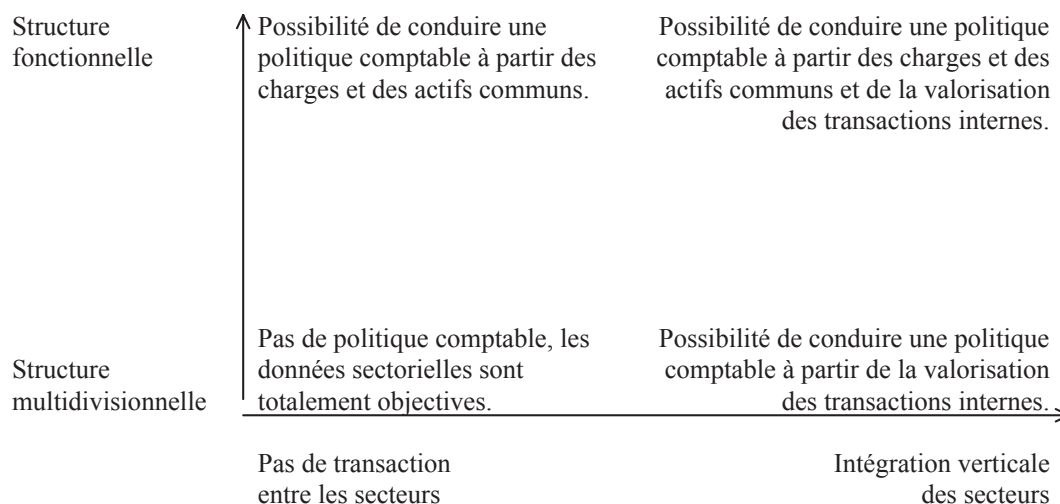 Structure
fonctionnelle
Possibilité de conduire une
politique comptable à partir des
charges et des actifs communs.
Possibilité de conduire une politique
comptable à partir des charges et des
actifs communs et de la valorisation
des transactions internes.
Structure
multidivisionnelle
Pas de politique comptable, les
données sectorielles sont
totalement objectives.
Possibilité de conduire une politique
comptable à partir de la valorisation
des transactions internes.
Pas de transaction
entre les secteurs
Intégration verticale
des secteurs